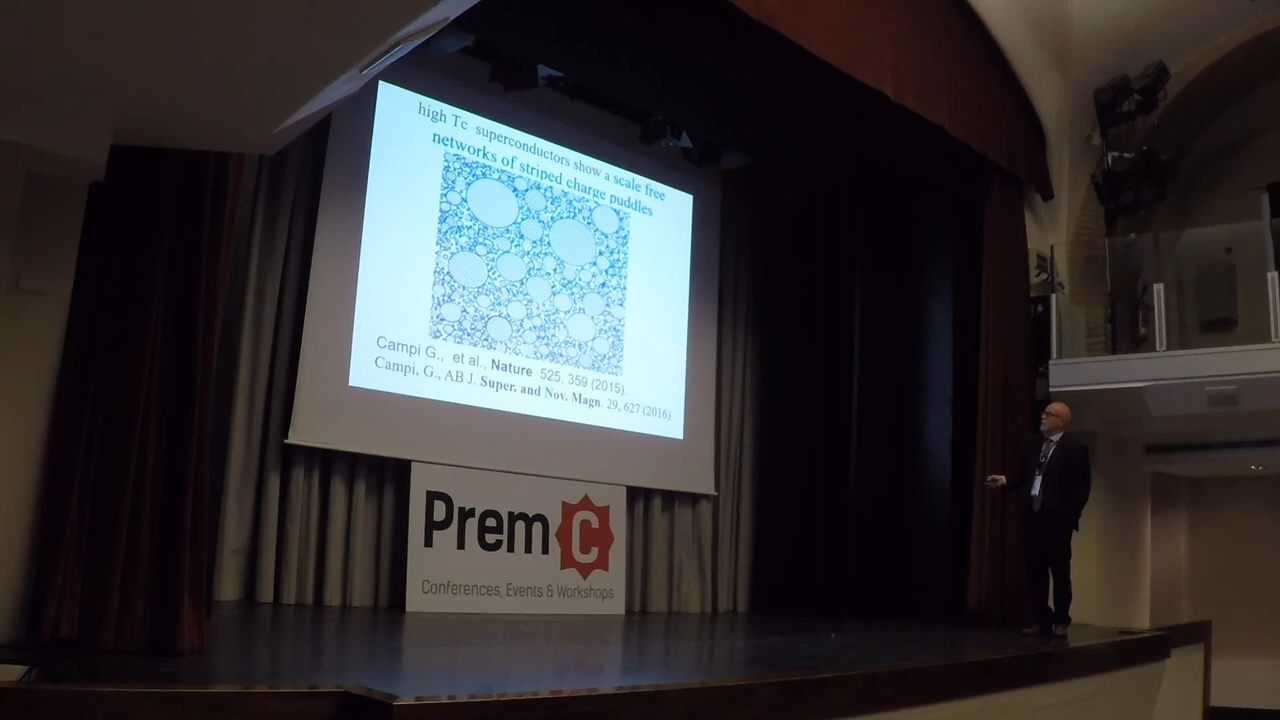 high Tc superconductors show a scale free
networks of striped charge puddles
Campi G., et al., Nature 525, 359 (2015).
Campi, G., AB J. Super. and Nov. Magn. 29, 627 (2016)
Prem C
Conferences, Events & Workshops